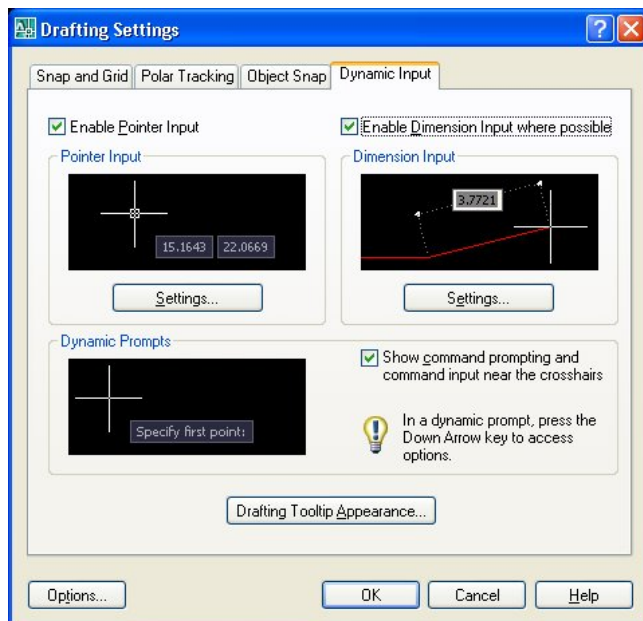 Drafting Settings
Snap and Grid Polar Tracking Object Snap Dynamic Input
Enable Pointer Input
Enable Dimension Input where possible
Pointer Input
15.1643 22.0669
Settings...
Dimension Input
3.7721
Settings...
Dynamic Prompts
Specify first point:
Show command prompting and
command input near the crosshairs
In a dynamic prompt, press the
Down Arrow key to access
options.
Drafting Tooltip Appearance...
Options... OK Cancel Help